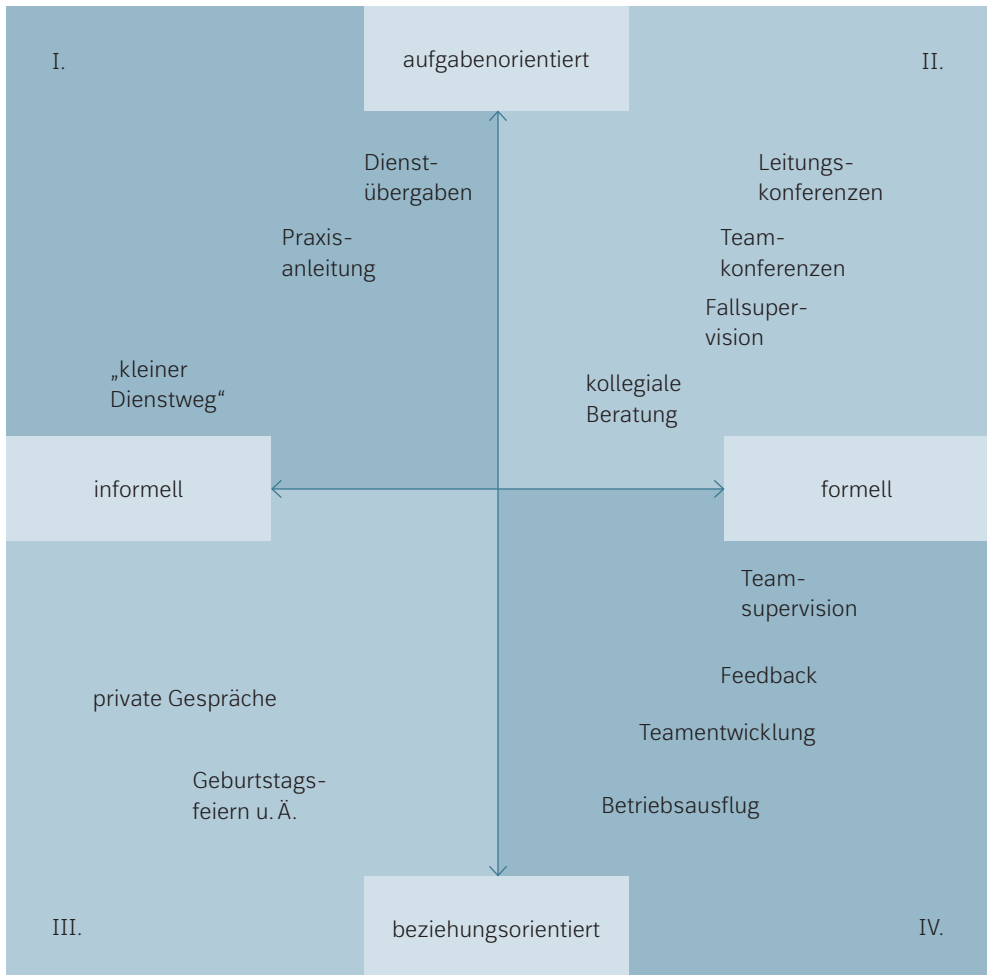 I.
aufgabenorientiert
II.
Dienst-
übergaben
Leitungs-
konferenzen
Praxis-
anleitung
Team-
konferenzen
Fallsuper-
vision
„kleiner
Dienstweg“
kollegiale
Beratung
informell
formell
Team-
supervision
private Gespräche
Feedback
Teamentwicklung
Geburtstags-
feiern u. Ä.
Betriebsausflug
III.
beziehungsorientiert
IV.